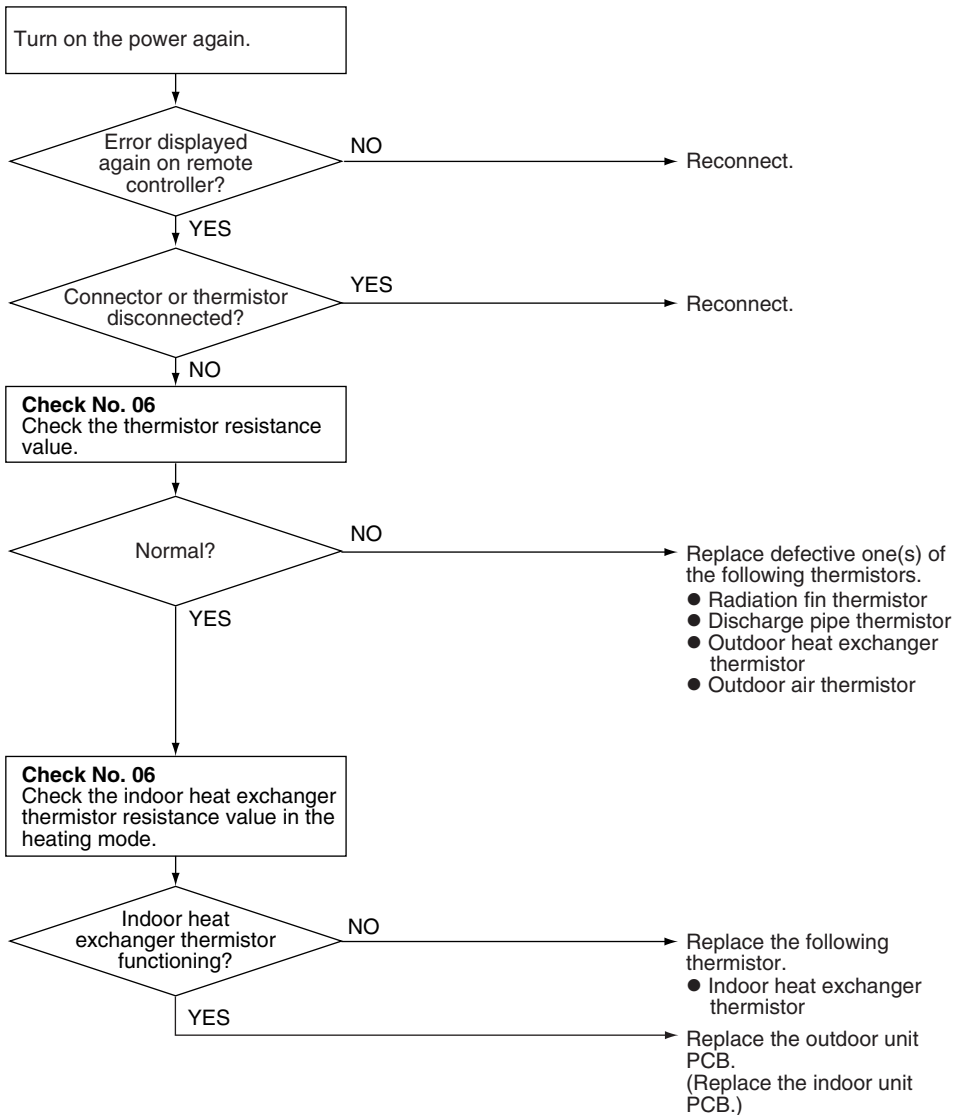 Turn on the power again.
Error displayed
again on remote
controller?
NO
Reconnect.
YES
Connector or thermistor
disconnected?
YES
Reconnect.
NO
Check No. 06
Check the thermistor resistance
value.
Normal?
NO
Replace defective one(s) of
the following thermistors.
● Radiation fin thermistor
● Discharge pipe thermistor
● Outdoor heat exchanger
thermistor
● Outdoor air thermistor
YES
Check No. 06
Check the indoor heat exchanger
thermistor resistance value in the
heating mode.
Indoor heat
exchanger thermistor
functioning?
NO
Replace the following
thermistor.
● Indoor heat exchanger
thermistor
YES
Replace the outdoor unit
PCB.
(Replace the indoor unit
PCB.)